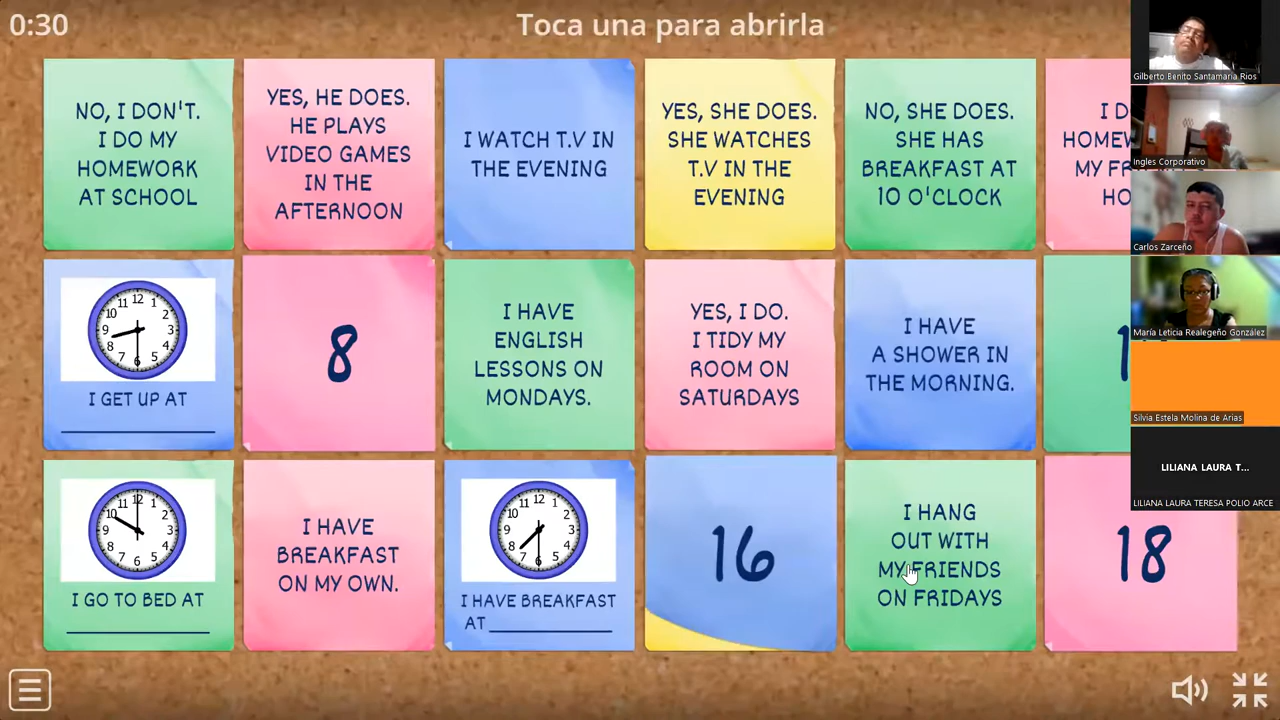 0:30
Toca una para abrirla
NO, I DON'T.
I DO MY
HOMEWORK
AT SCHOOL
YES, HE DOES.
HE PLAYS
VIDEO GAMES
IN THE
AFTERNOON
I WATCH T.V IN
THE EVENING
YES, SHE DOES.
SHE WATCHES
T.V IN THE
EVENING
NO, SHE DOES.
SHE HAS
BREAKFAST AT
10 O'CLOCK
I GET UP AT
8
I HAVE
ENGLISH
LESSONS ON
MONDAYS.
YES, I DO.
I TIDY MY
ROOM ON
SATURDAYS
I HAVE
A SHOWER IN
THE MORNING.
I GO TO BED AT
I HAVE
BREAKFAST
ON MY OWN.
I HAVE BREAKFAST
AT
16
I HANG
OUT WITH
MY FRIENDS
ON FRIDAYS
18
Gilberto Benito Santamaria Rios
Ingles Corporativo
Carlos Zarceño
María Leticia Realegeño González
Silvia Estela Molina de Arias
LILIANA LAURA T...
LILIANA LAURA TERESA POLIO ARCE